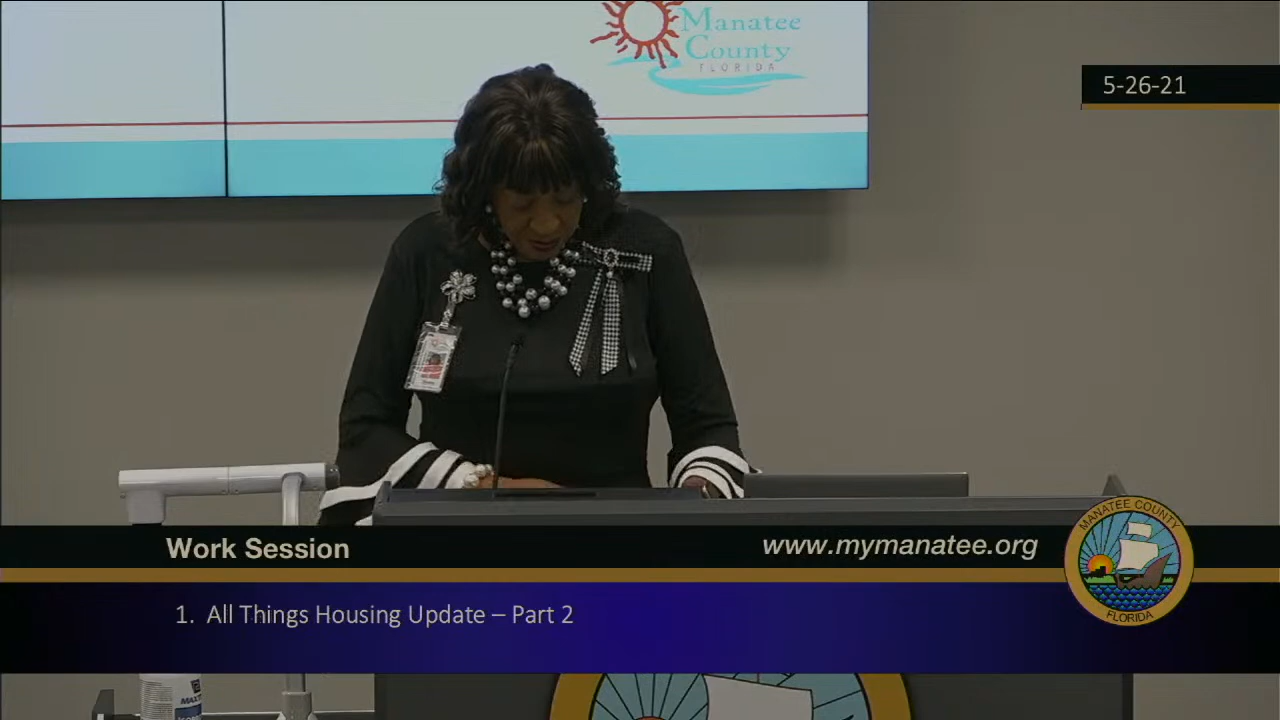 Manatee
County
FLORIDA
5-26-21
Work Session
www.mymanatee.org
MANATEE COUNTY
FLORIDA
1. All Things Housing Update – Part 2